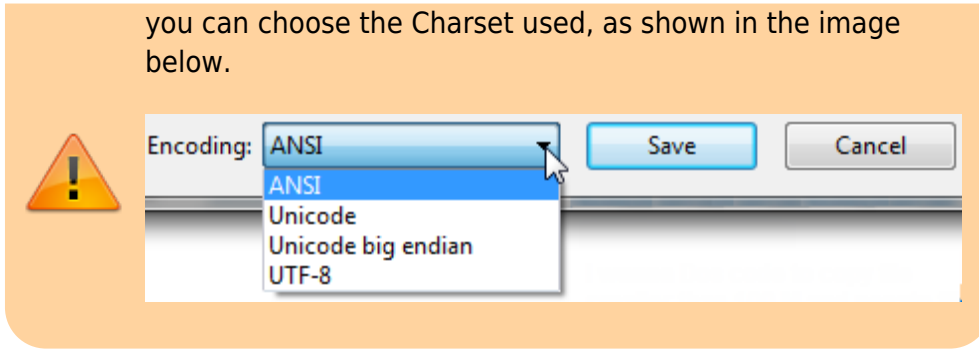 you can choose the Charset used, as shown in the image
below.
Encoding: ANSI Save Cancel
ANSI
Unicode
Unicode big endian
UTF-8